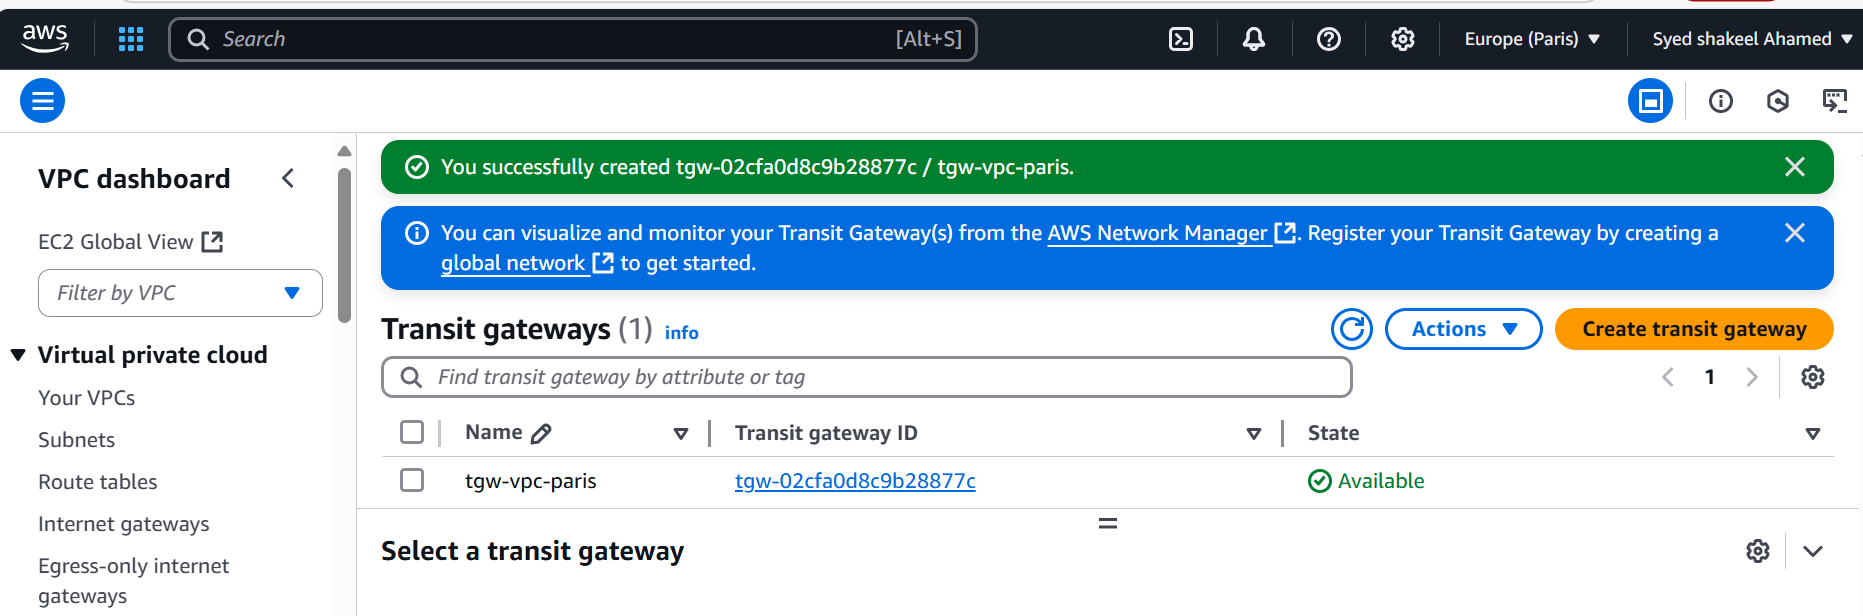 aws
Search
[Alt+S]
Europe (Paris)
Syed shakeel Ahamed
VPC dashboard
EC2 Global View
Filter by VPC
Virtual private cloud
Your VPCs
Subnets
Route tables
Internet gateways
Egress-only internet
gateways
You successfully created tgw-02cfa0d8c9b28877c / tgw-vpc-paris.
You can visualize and monitor your Transit Gateway(s) from the AWS Network Manager. Register your Transit Gateway by creating a
global network to get started.
Transit gateways (1) info
Actions
Create transit gateway
Find transit gateway by attribute or tag
1
Name
Transit gateway ID
State
tgw-vpc-paris
tgw-02cfa0d8c9b28877c
Available
Select a transit gateway